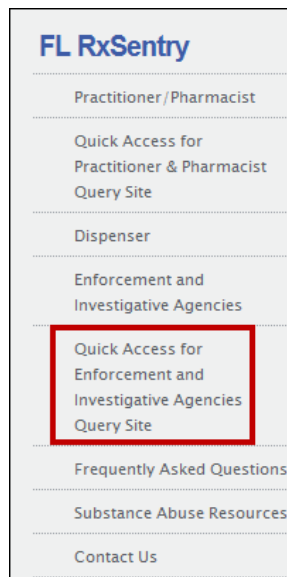 FL RxSentry
Practitioner/Pharmacist
Quick Access for
Practitioner & Pharmacist
Query Site
Dispenser
Enforcement and
Investigative Agencies
Quick Access for
Enforcement and
Investigative Agencies
Query Site
Frequently Asked Questions
Substance Abuse Resources
Contact Us